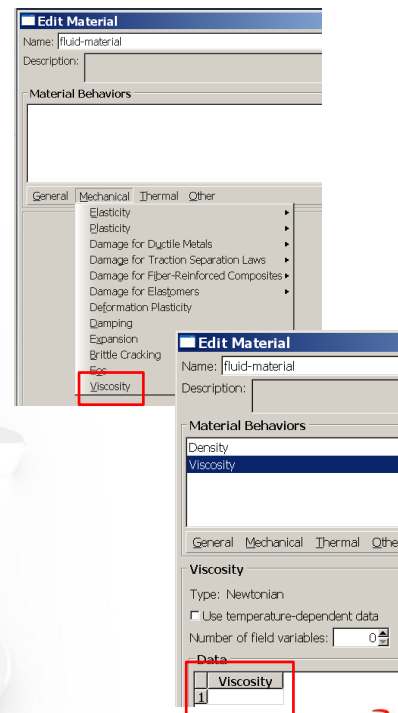 Edit Material
Name: fluid-material
Description:
Material Behaviors
General Mechanical Thermal Other
Elasticity
Plasticity
Damage for Ductile Metals
Damage for Traction Separation Laws
Damage for Fiber-Reinforced Composites
Damage for Elastomers
Deformation Plasticity
Damping
Expansion
Brittle Cracking
Eos
Viscosity
Edit Material
Name: fluid-material
Description:
Material Behaviors
Density
Viscosity
General Mechanical Thermal Othe
Viscosity
Type: Newtonian
Use temperature-dependent data
Number of field variables: 0
Data
Viscosity
1